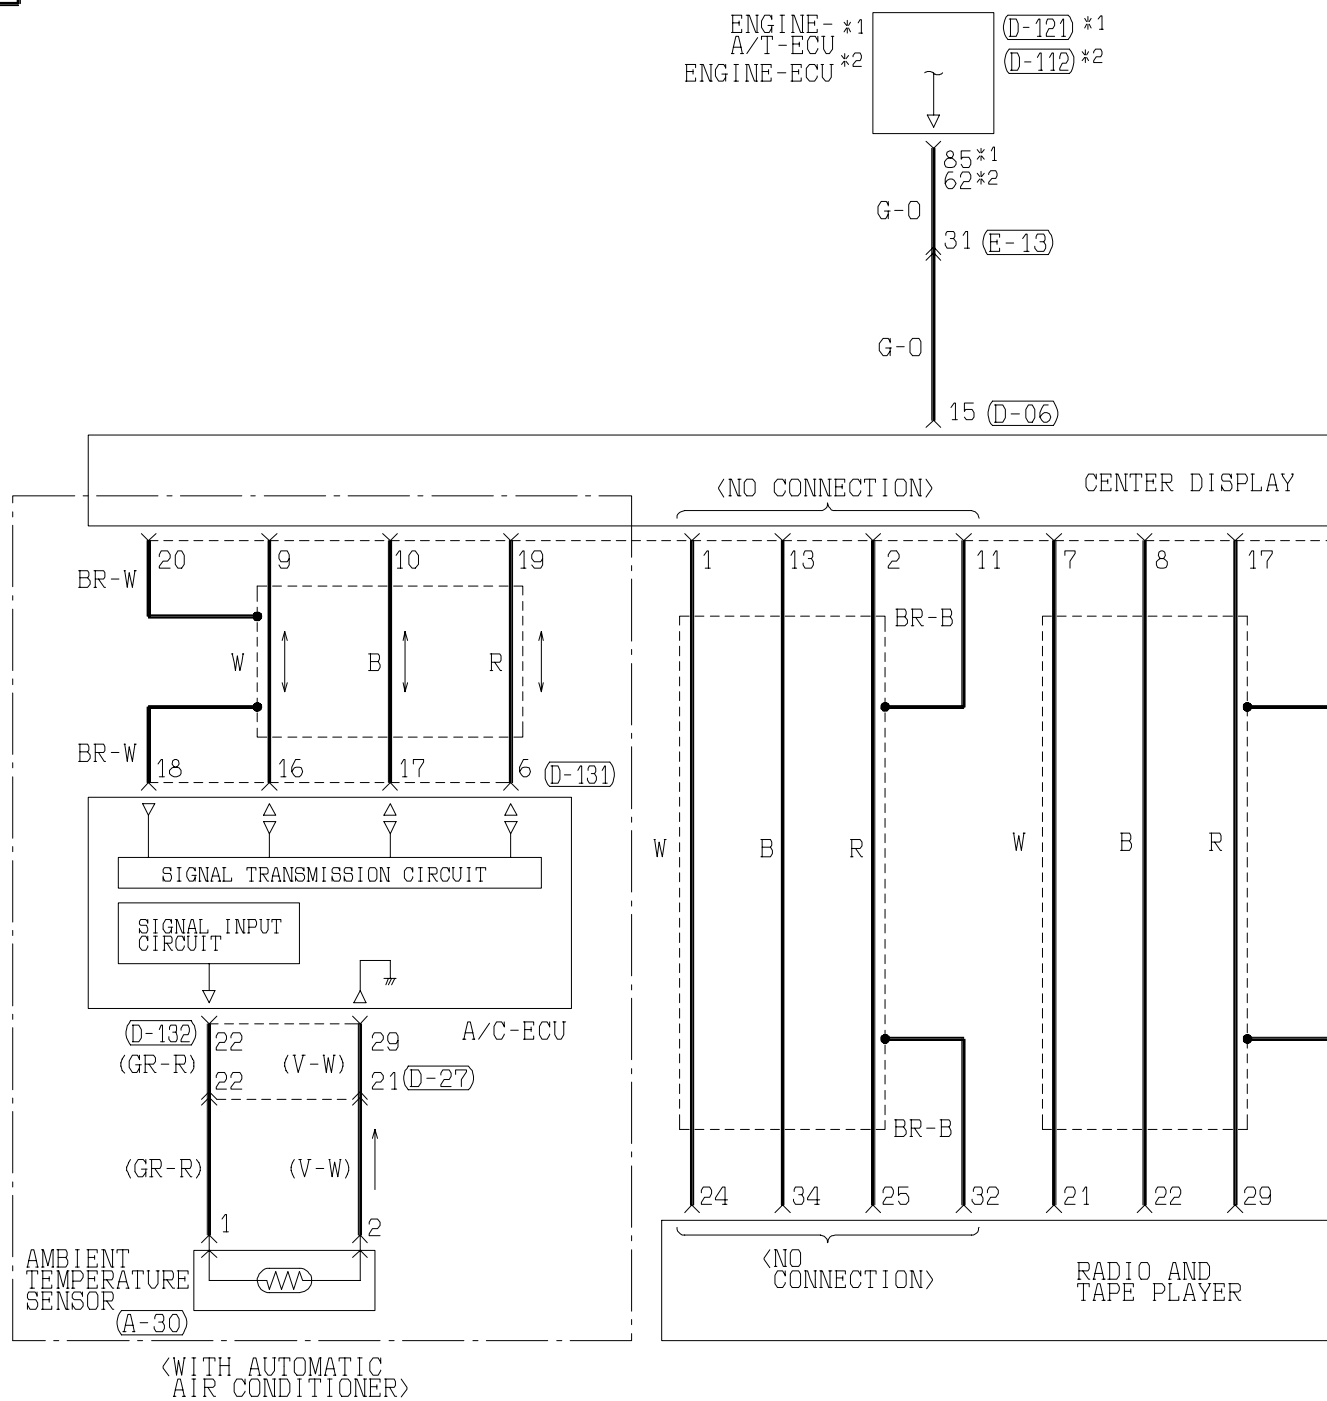 ENGINE- *1
A/T-ECU
ENGINE-ECU *2
(D-121) *1
(D-112) *2
85*1
62*2
G-O
31 (E-13)
G-O
15 (D-06)
CENTER DISPLAY
<NO CONNECTION>
20 9 10 19 1 13 2 11 7 8 17
BR-W
BR-B
W B R
BR-W
18 16 17 6 (D-131)
W B R W B R
SIGNAL TRANSMISSION CIRCUIT
SIGNAL INPUT
CIRCUIT
A/C-ECU
(D-132) 22 29
(GR-R) (V-W)
22 21 (D-27)
BR-B
(GR-R) (V-W)
24 34 25 32 21 22 29
1 2
AMBIENT
TEMPERATURE
SENSOR
(A-30)
<NO
CONNECTION>
RADIO AND
TAPE PLAYER
<WITH AUTOMATIC
AIR CONDITIONER>